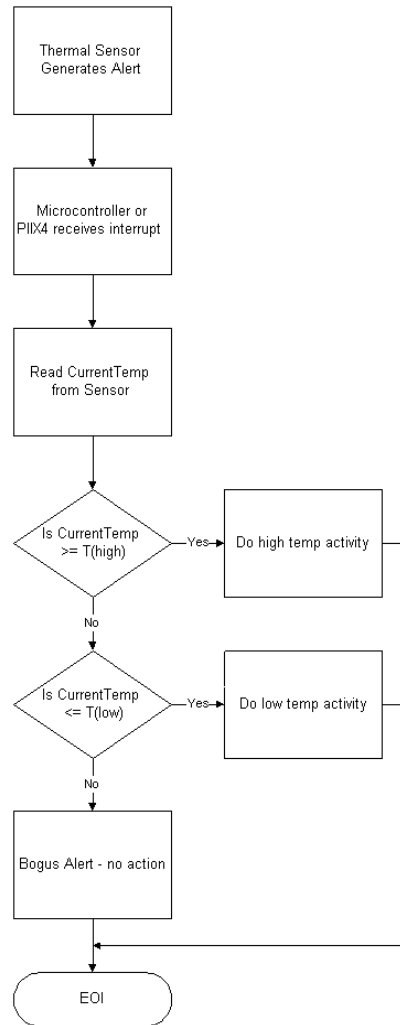 Thermal Sensor
Generates Alert
Microcontroller or
PIIX4 receives interrupt
Read CurrentTemp
from Sensor
Is CurrentTemp
>= T(high)
Yes
Do high temp activity
No
Is CurrentTemp
<= T(low)
Yes
Do low temp activity
No
Bogus Alert - no action
EOI